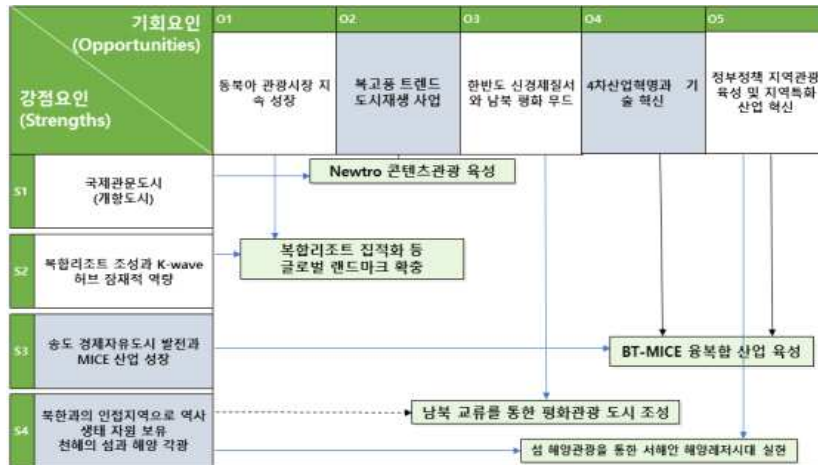 기회요인
(Opportunities)
강점요인
(Strengths)
O1
O2
O3
O4
O5
동북아 관광시장 지
속 성장
복고풍 트렌드
도시재생 사업
한반도 신경제질서
와 남북 평화 무드
4차산업혁명과 기
술 혁신
정부정책 지역관광
육성 및 지역특화
산업 혁신
S1
국제관문도시
(개항도시)
Newtro 콘텐츠관광 육성
S2
복합리조트 조성과 K-wave
허브 잠재적 역량
복합리조트 집적화 등
글로벌 랜드마크 확충
S3
송도 경제자유도시 발전과
MICE 산업 성장
BT-MICE 융복합 산업 육성
S4
북한과의 인접지역으로 역사
생태 자원 보유
천혜의 섬과 해양 각광
남북 교류를 통한 평화관광 도시 조성
섬 해양관광을 통한 서해안 해양레저시대 실현